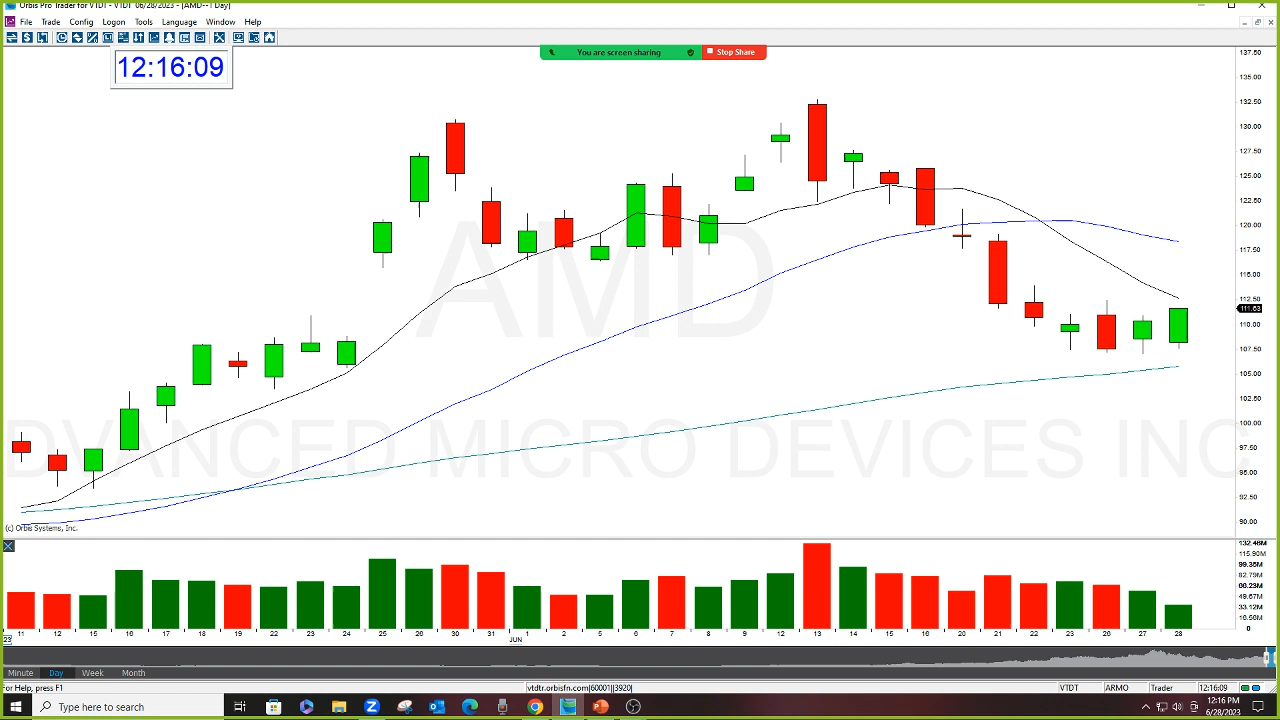 Orbis Pro Trader for VTDT - VTDT 06/28/2023 - [AMD--1 Day]
File Trade Config Logon Tools Language Window Help
12:16:09
You are screen sharing Stop Share
137.50
135.00
132.50
130.00
127.50
125.00
122.50
120.00
117.50
115.00
112.50
111.63
110.00
107.50
105.00
102.50
100.00
97.50
95.00
92.50
90.00
AMD
ADVANCED MICRO DEVICES INC
(c) Orbis Systems, Inc.
132.46M
115.90M
99.35M
82.79M
49.67M
33.12M
0
11 12 15 16 17 18 19 22 23 24 25 26 30 31 1 2 5 6 7 8 9 12 13 14 15 16 20 21 22 23 26 27 28
23 JUN
Minute Day Week Month
For Help, press F1 vtdtr.orbisfn.com|60001||3920| VTDT ARMO Trader 12:16:09
Type here to search
12:16 PM
6/28/2023